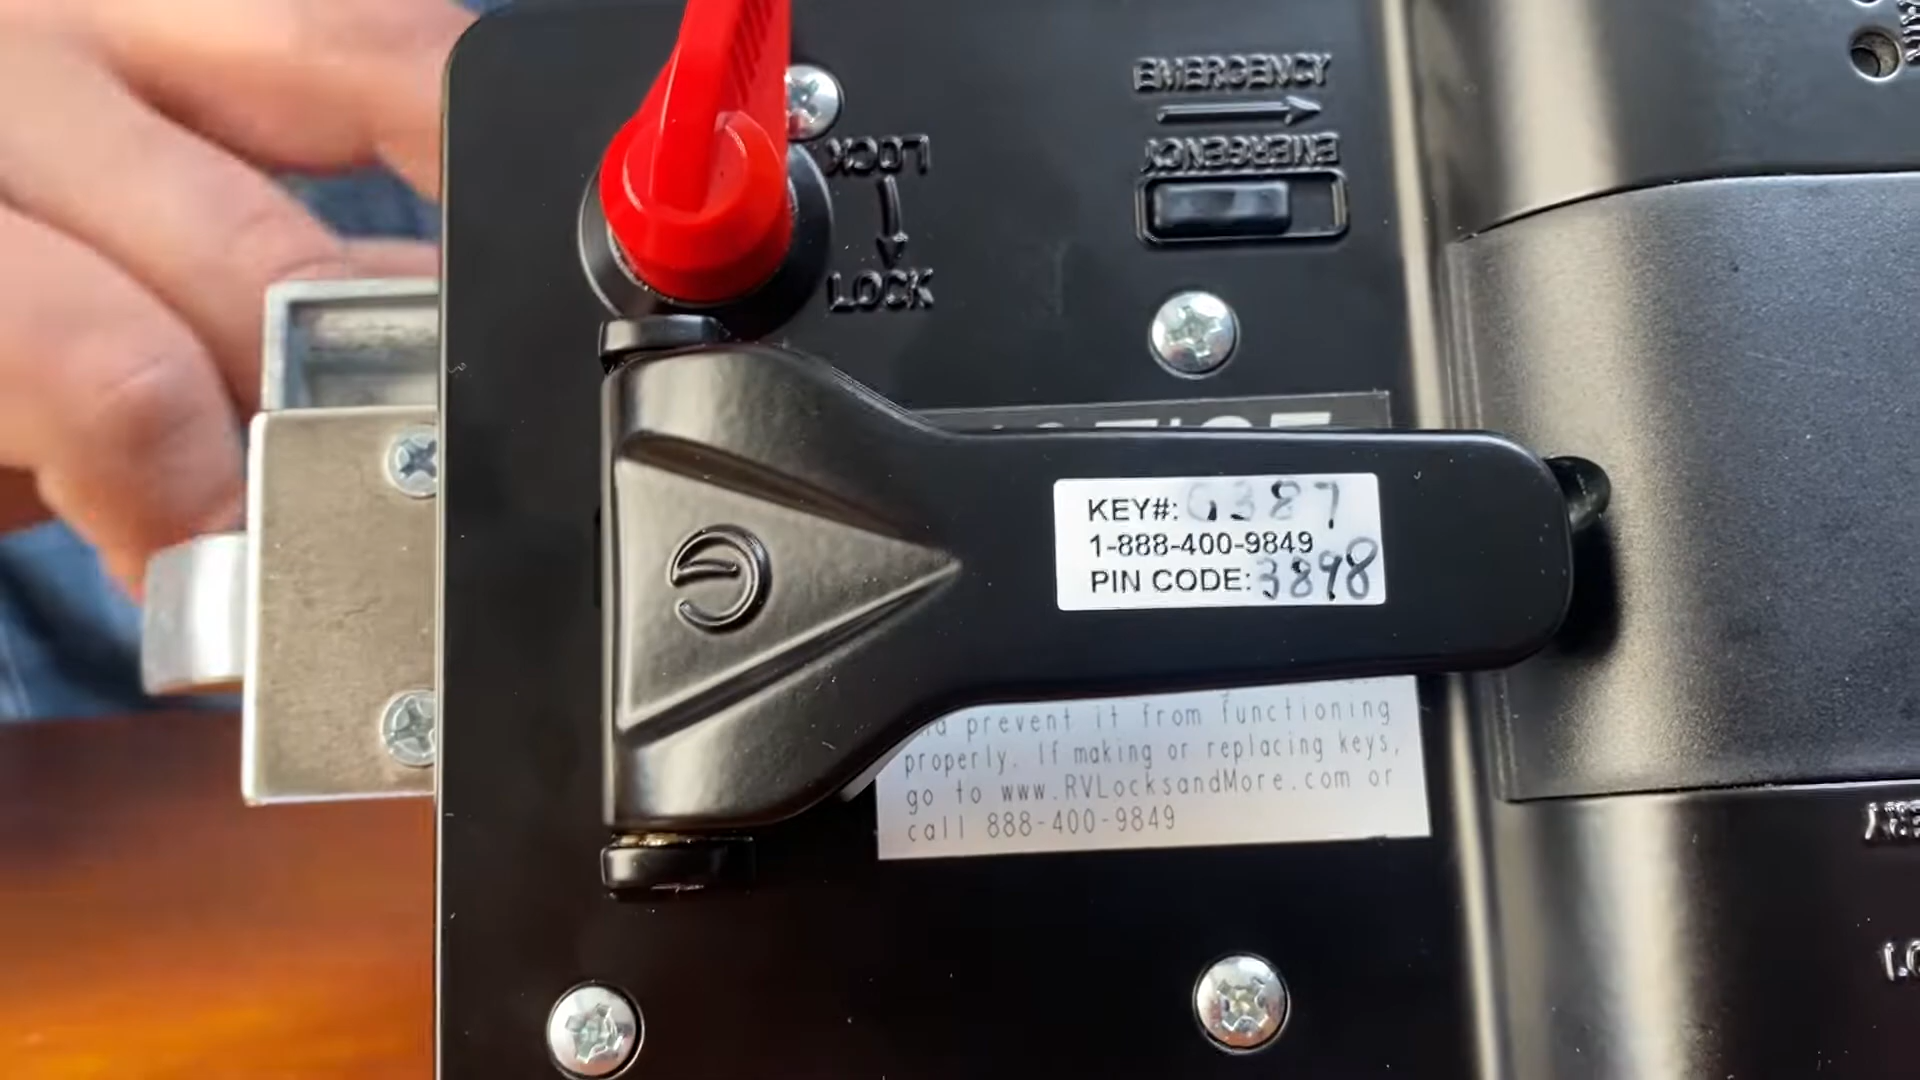 EMERGENCY
EMERGENCY
LOCK
LOCK
KEY#: G387
1-888-400-9849
PIN CODE: 3898
prevent it from functioning
properly. If making or replacing keys,
go to www.RVLocksandMore.com or
call 888-400-9849